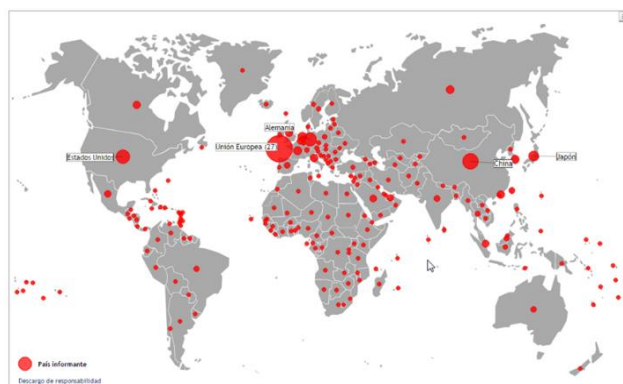 Alemania
Unión Europea (27)
Estados Unidos
China
Japón
País informante
Descargo de responsabilidad